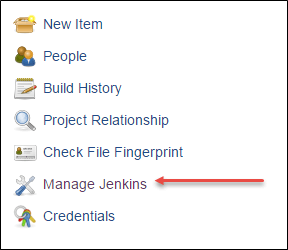 New Item
People
Build History
Project Relationship
Check File Fingerprint
Manage Jenkins
Credentials